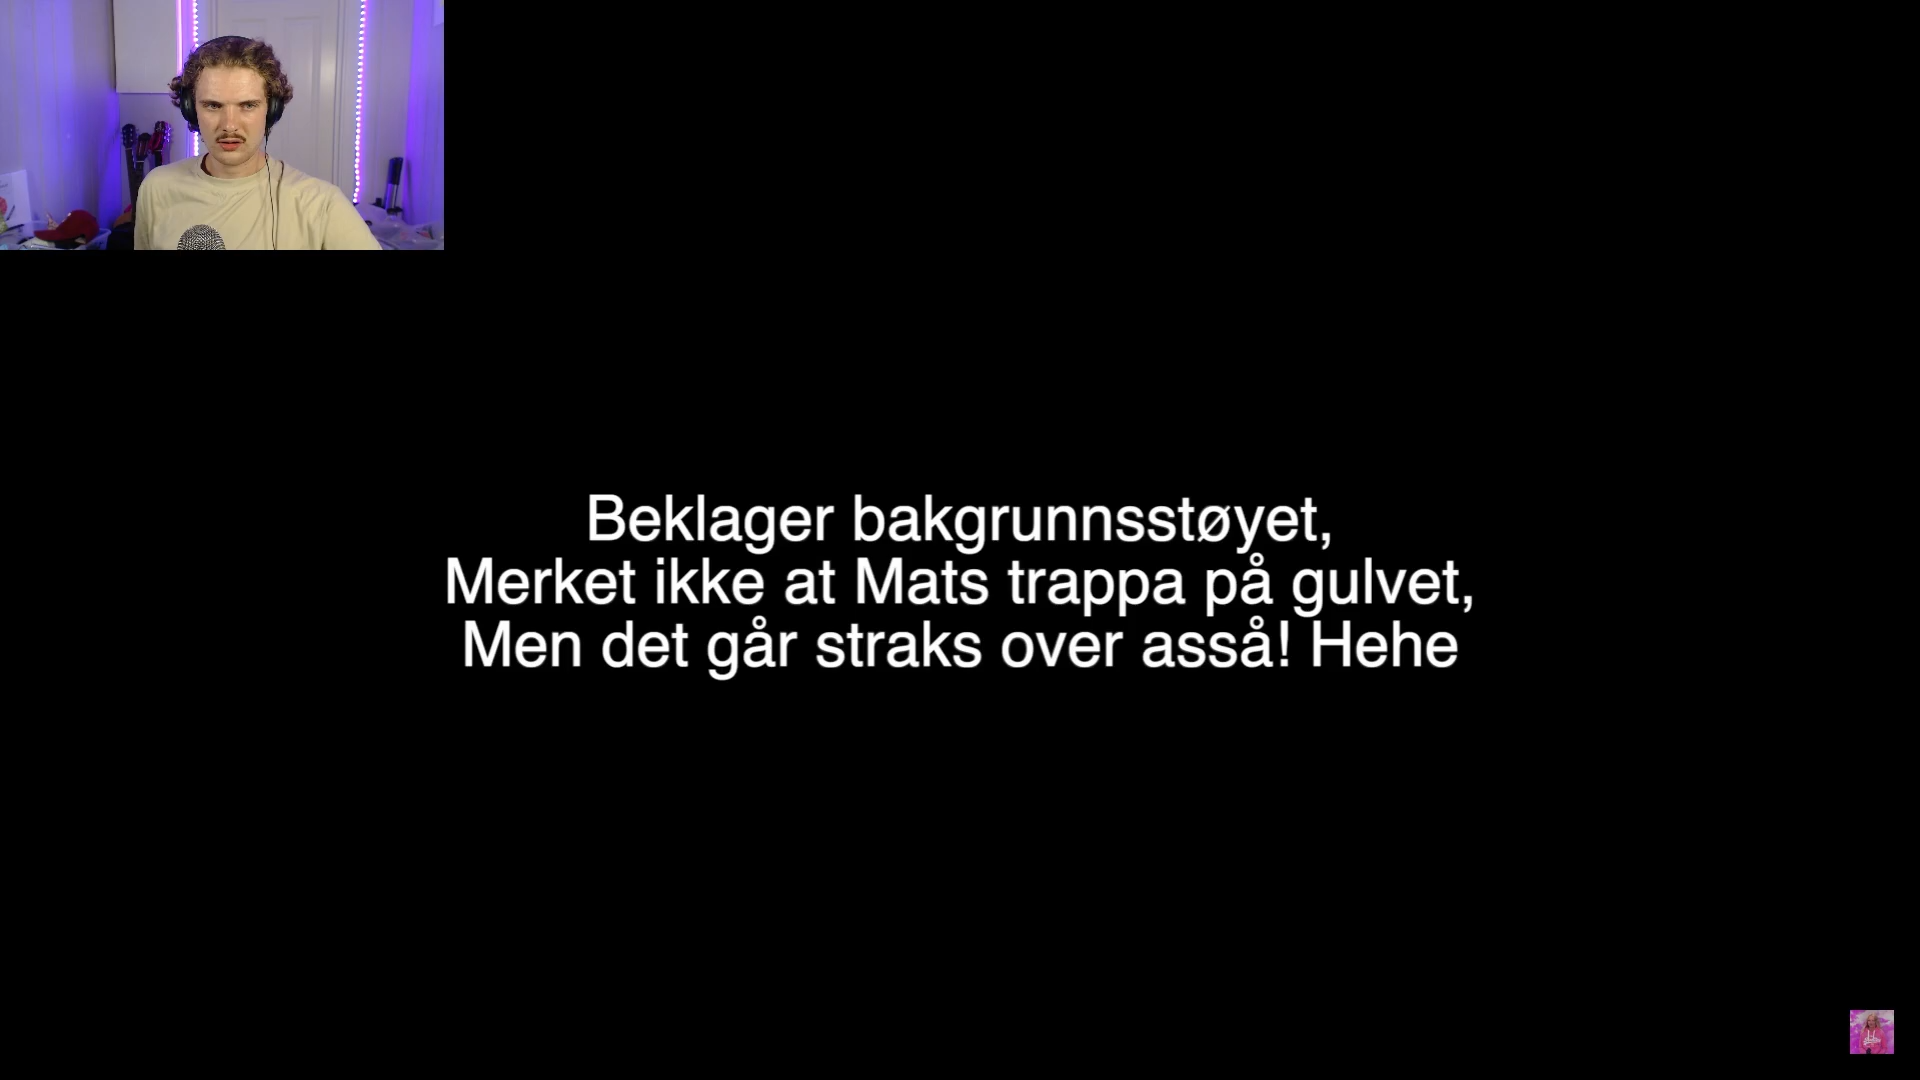 Beklager bakgrunnsstøyet,
Merket ikke at Mats trappa på gulvet,
Men det går straks over asså! Hehe